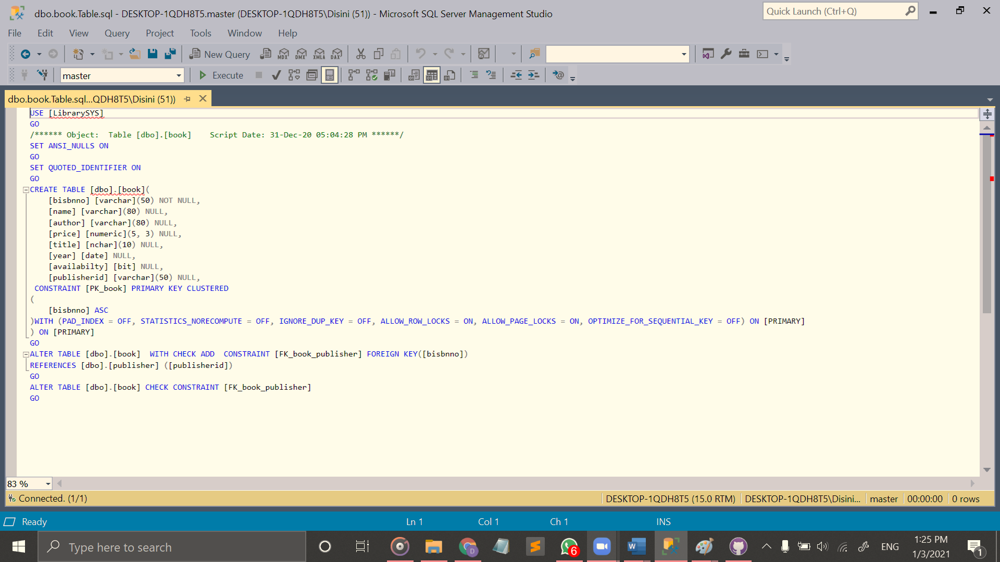 dbo.book.Table.sql - DESKTOP-1QDH8T5.master (DESKTOP-1QDH8T5\Disini (51)) - Microsoft SQL Server Management Studio
Quick Launch (Ctrl+Q)
File Edit View Query Project Tools Window Help
New Query
MDX DMX XMLA DAX
master
Execute
dbo.book.Table.sql...QDH8T5\Disini (51))
USE [LibrarySYS]
GO
/****** Object:  Table [dbo].[book]    Script Date: 31-Dec-20 05:04:28 PM ******/
SET ANSI_NULLS ON
GO
SET QUOTED_IDENTIFIER ON
GO
CREATE TABLE [dbo].[book](
    [bisbnno] [varchar](50) NOT NULL,
    [name] [varchar](80) NULL,
    [author] [varchar](80) NULL,
    [price] [numeric](5, 3) NULL,
    [title] [nchar](10) NULL,
    [year] [date] NULL,
    [availabilty] [bit] NULL,
    [publisherid] [varchar](50) NULL,
 CONSTRAINT [PK_book] PRIMARY KEY CLUSTERED
(
    [bisbnno] ASC
)WITH (PAD_INDEX = OFF, STATISTICS_NORECOMPUTE = OFF, IGNORE_DUP_KEY = OFF, ALLOW_ROW_LOCKS = ON, ALLOW_PAGE_LOCKS = ON, OPTIMIZE_FOR_SEQUENTIAL_KEY = OFF) ON [PRIMARY]
) ON [PRIMARY]
GO
ALTER TABLE [dbo].[book]  WITH CHECK ADD  CONSTRAINT [FK_book_publisher] FOREIGN KEY([bisbnno])
REFERENCES [dbo].[publisher] ([publisherid])
GO
ALTER TABLE [dbo].[book] CHECK CONSTRAINT [FK_book_publisher]
GO
83 %
Connected. (1/1)
DESKTOP-1QDH8T5 (15.0 RTM)
DESKTOP-1QDH8T5\Disini...
master
00:00:00
0 rows
Ready
Ln 1
Col 1
Ch 1
INS
Type here to search
D
6
W
ENG
1:25 PM
1/3/2021
1